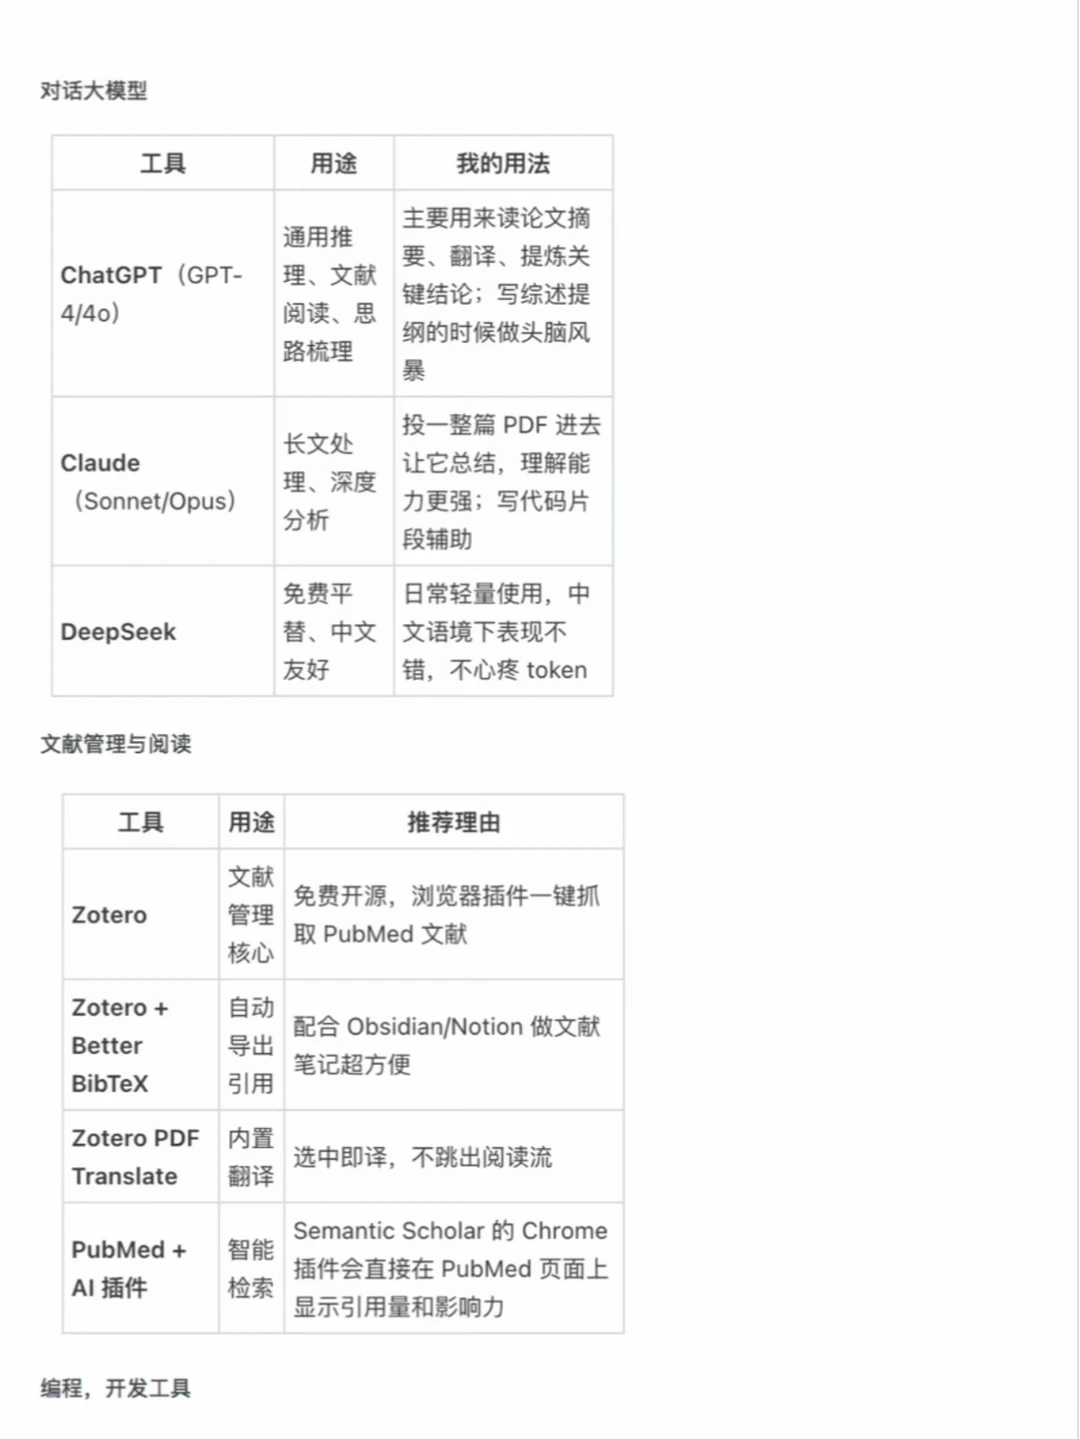 对话大模型
工具 用途 我的用法
ChatGPT（GPT-
4/4o）
通用推
理、文献
阅读、思
路梳理
主要用来读论文摘
要、翻译、提炼关
键结论；写综述提
纲的时候做头脑风
暴
Claude
（Sonnet/Opus）
长文处
理、深度
分析
投一整篇 PDF 进去
让它总结，理解能
力更强；写代码片
段辅助
DeepSeek
免费平
替、中文
友好
日常轻量使用，中
文语境下表现不
错，不心疼 token
文献管理与阅读
工具 用途 推荐理由
Zotero
文献
管理
核心
免费开源，浏览器插件一键抓
取 PubMed 文献
Zotero +
Better
BibTeX
自动
导出
引用
配合 Obsidian/Notion 做文献
笔记超方便
Zotero PDF
Translate
内置
翻译
选中即译，不跳出阅读流
PubMed +
AI 插件
智能
检索
Semantic Scholar 的 Chrome
插件会直接在 PubMed 页面上
显示引用量和影响力
编程，开发工具